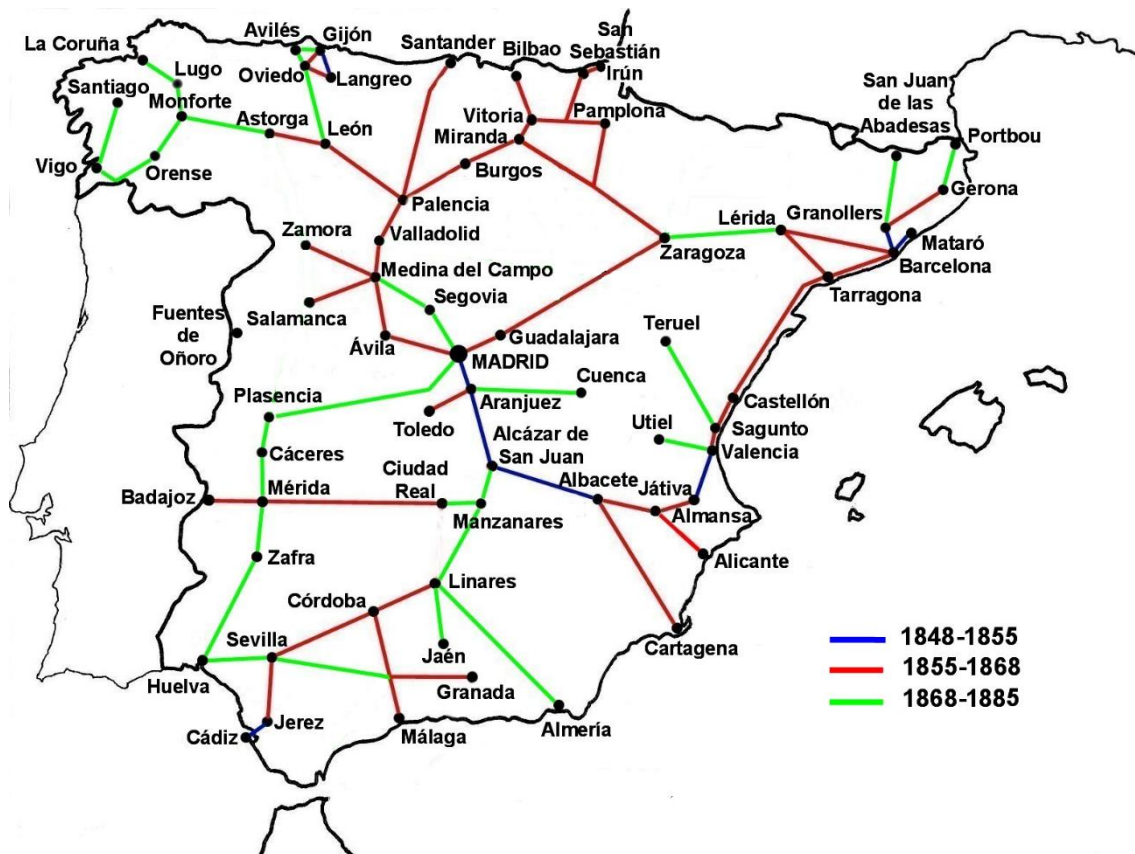 La Coruña
Avilés
Gijón
Santander
Bilbao
San
Sebastián
Irún
Lugo
Oviedo
Langreo
Santiago
Monforte
Astorga
León
Vitoria
Pamplona
Miranda
San Juan
de las
Abadesas
Portbou
Vigo
Orense
Burgos
Gerona
Palencia
Zamora
Valladolid
Lérida
Granollers
Mataró
Zaragoza
Barcelona
Medina del Campo
Segovia
Tarragona
Salamanca
Fuentes
de
Oñoro
Ávila
Guadalajara
Teruel
MADRID
Cuenca
Plasencia
Aranjuez
Castellón
Toledo
Utiel
Sagunto
Valencia
Cáceres
Alcázar de
San Juan
Ciudad
Real
Albacete
Játiva
Badajoz
Mérida
Manzanares
Almansa
Zafra
Alicante
Linares
Córdoba
Sevilla
Jaén
Cartagena
Huelva
Granada
Jerez
Cádiz
Málaga
Almería
1848-1855
1855-1868
1868-1885